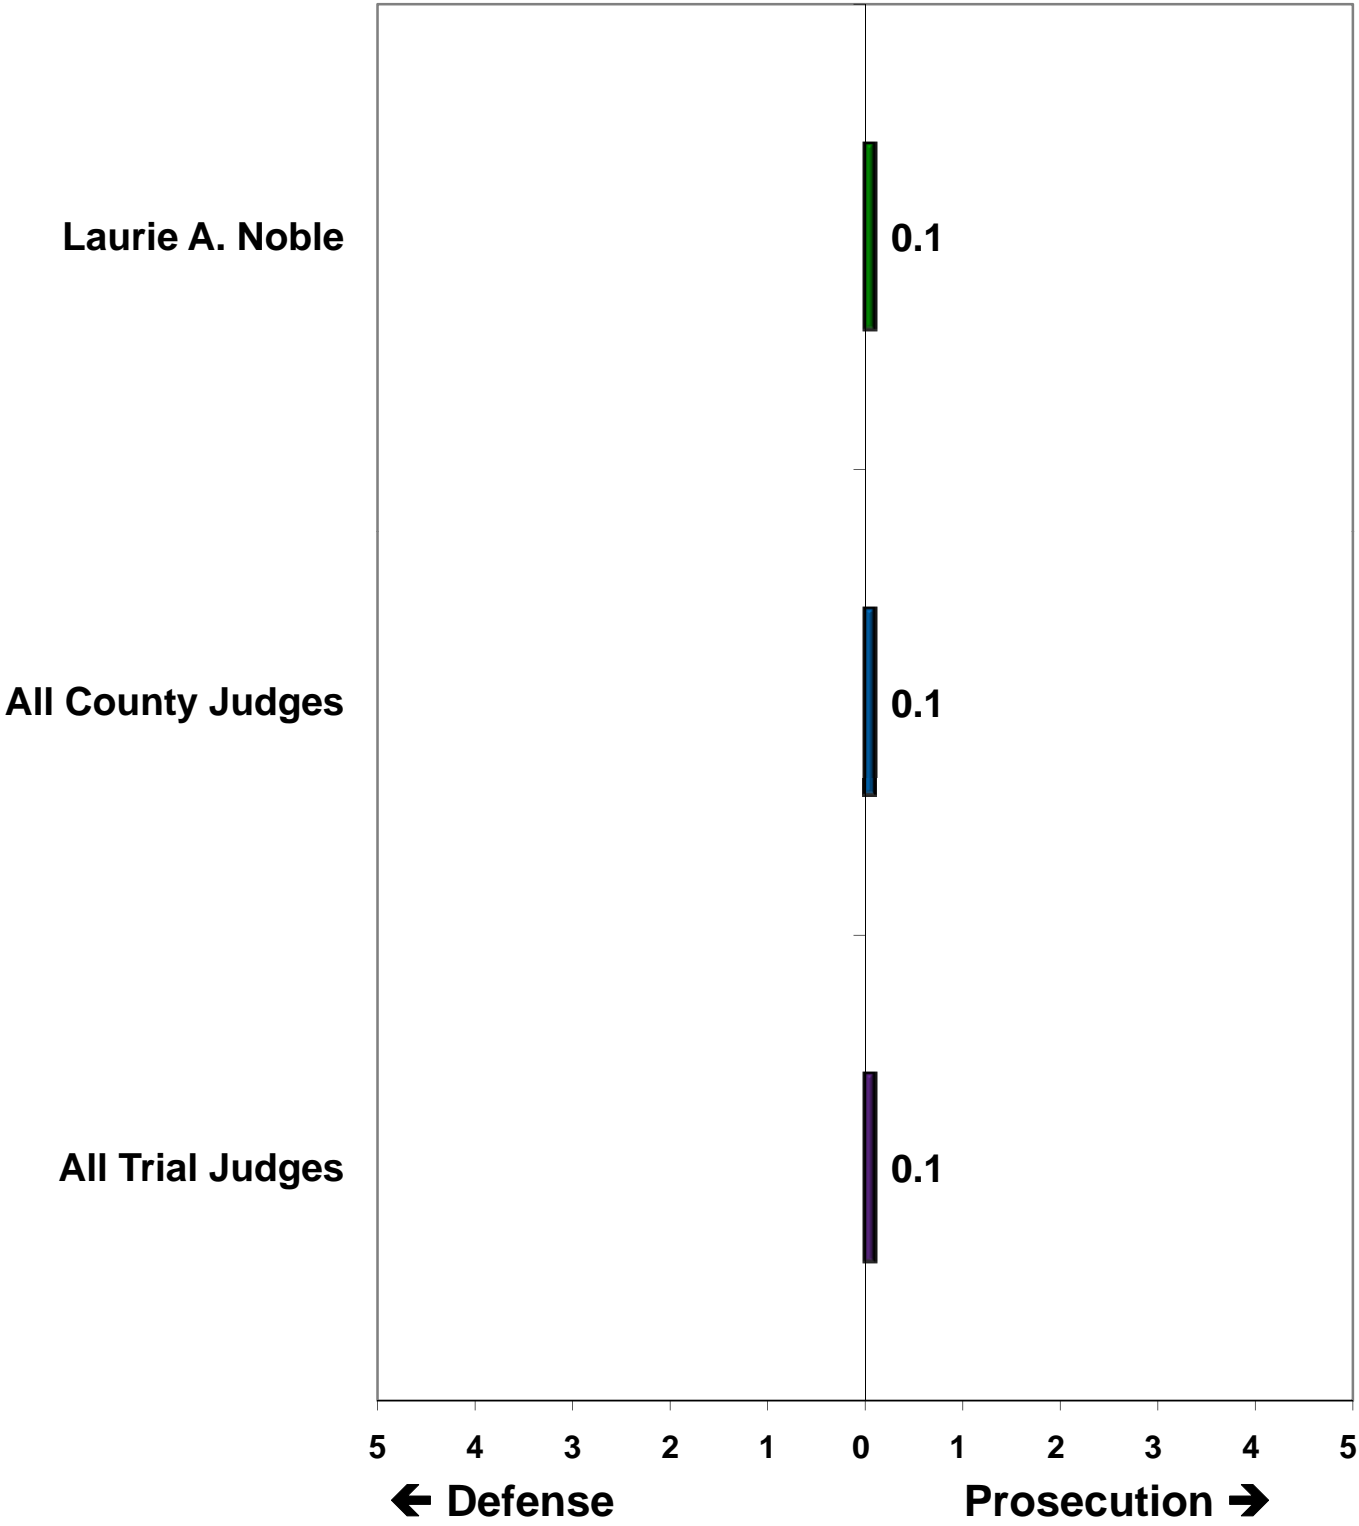 Laurie A. Noble
0.1
All County Judges
0.1
All Trial Judges
0.1
5 4 3 2 1 0 1 2 3 4 5
← Defense Prosecution →